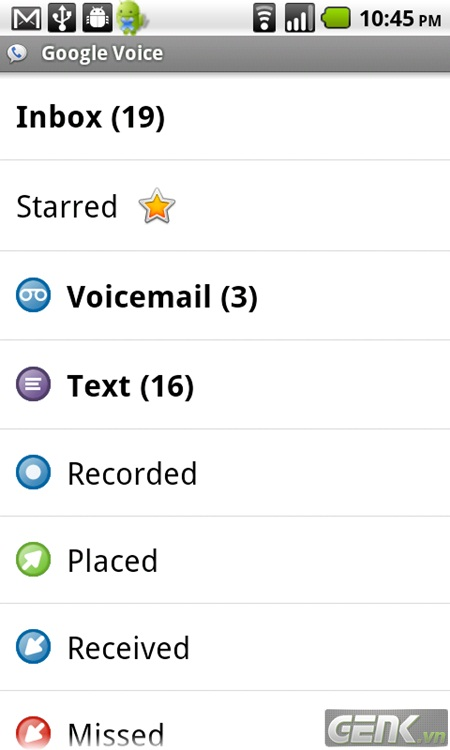 10:45 PM
Google Voice
Inbox (19)
Starred
Voicemail (3)
Text (16)
Recorded
Placed
Received
Missed
GENK.vn